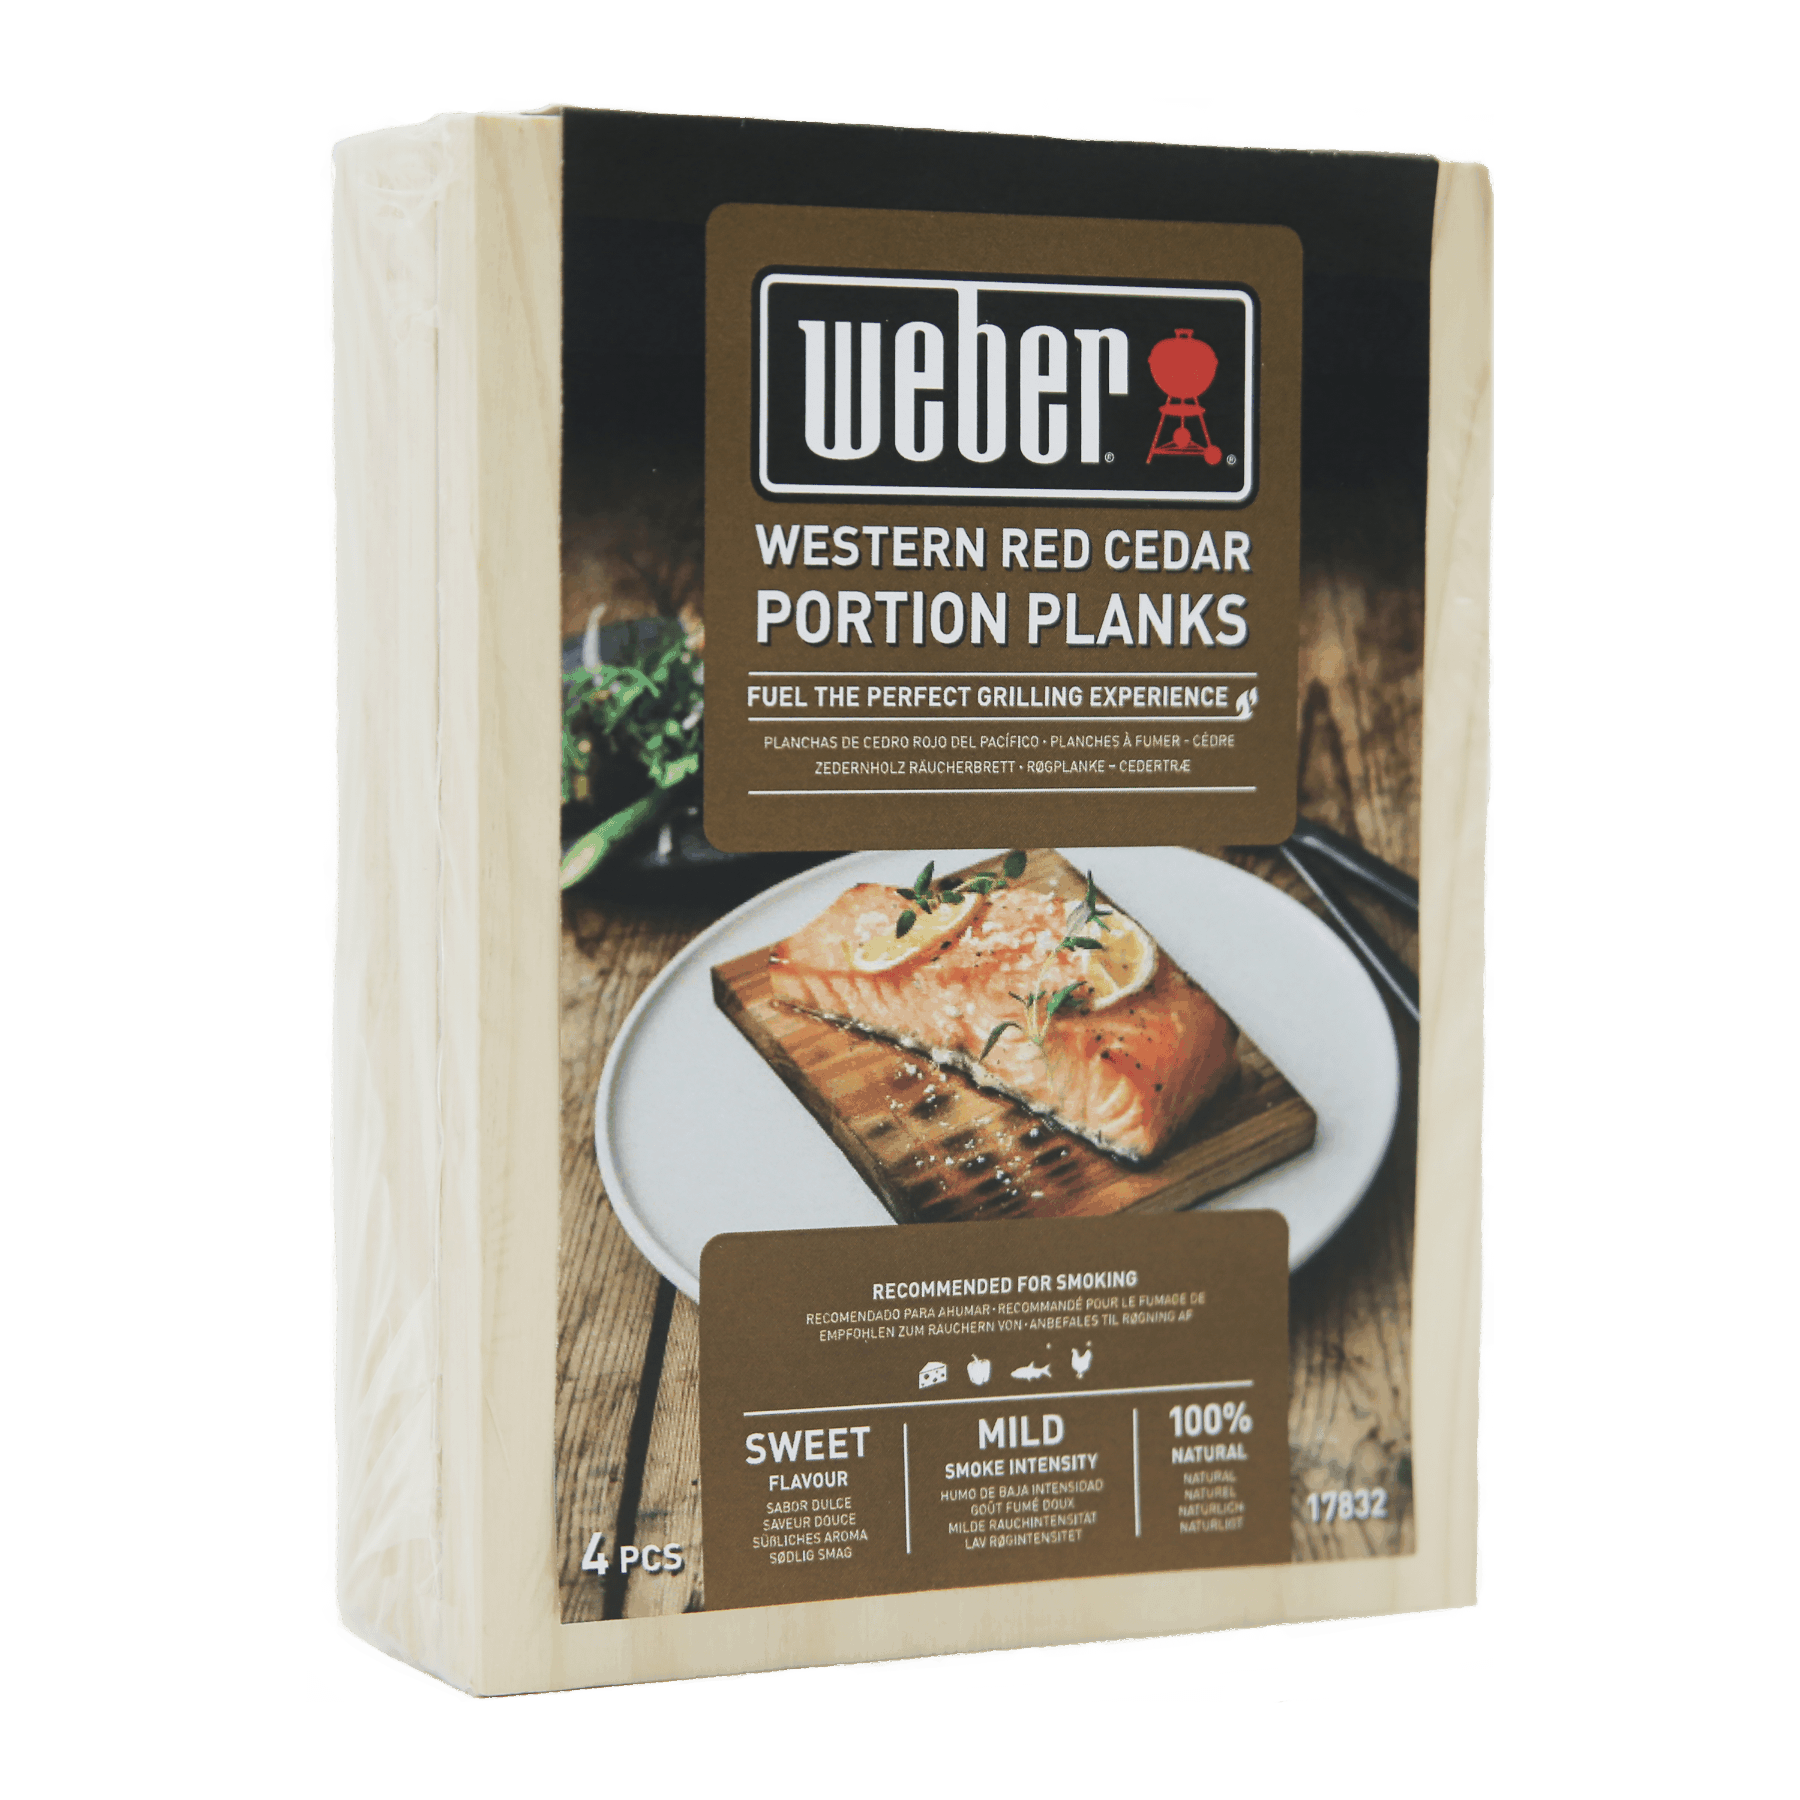 weber
WESTERN RED CEDAR
PORTION PLANKS
FUEL THE PERFECT GRILLING EXPERIENCE
PLANCHAS DE CEDRO ROJO DEL PACÍFICO • PLANCHES À FUMER – CÈDRE
ZEDERNHOLZ RÄUCHERBRETT • RØGPLANKE – CEDERTRÆ
RECOMMENDED FOR SMOKING
RECOMENDADO PARA AHUMAR • RECOMMANDÉ POUR LE FUMAGE DE
EMPFOHLEN ZUM RAUCHERN VON • ANBEFALES TIL RØGNING AF
SWEET
FLAVOUR
SABOR DULCE
SAVEUR DOUCE
SÜßLICHES AROMA
SØDLIG SMAG
MILD
SMOKE INTENSITY
HUMO DE BAJA INTENSIDAD
GOÛT FUMÉ DOUX
MILDE RAUCHINTENSITÄT
LAV RØGINTENSITET
100%
NATURAL
NATURAL
NATUREL
NATÜRLICH
NATURLIGT
4 PCS
17832